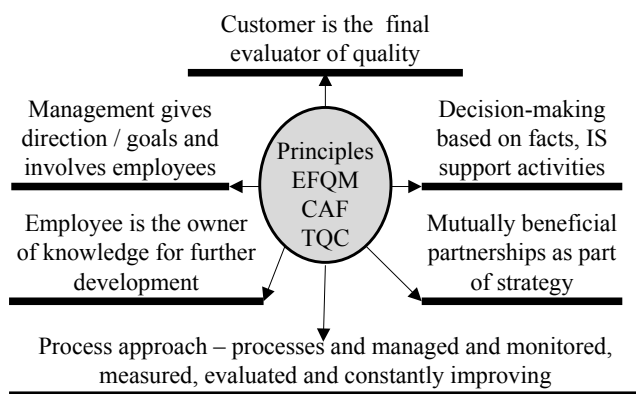 Customer is the final
evaluator of quality
Management gives
direction / goals and
involves employees
Decision-making
based on facts, IS
support activities
Principles
EFQM
CAF
TQC
Employee is the owner
of knowledge for further
development
Mutually beneficial
partnerships as part
of strategy
Process approach – processes and managed and monitored,
measured, evaluated and constantly improving